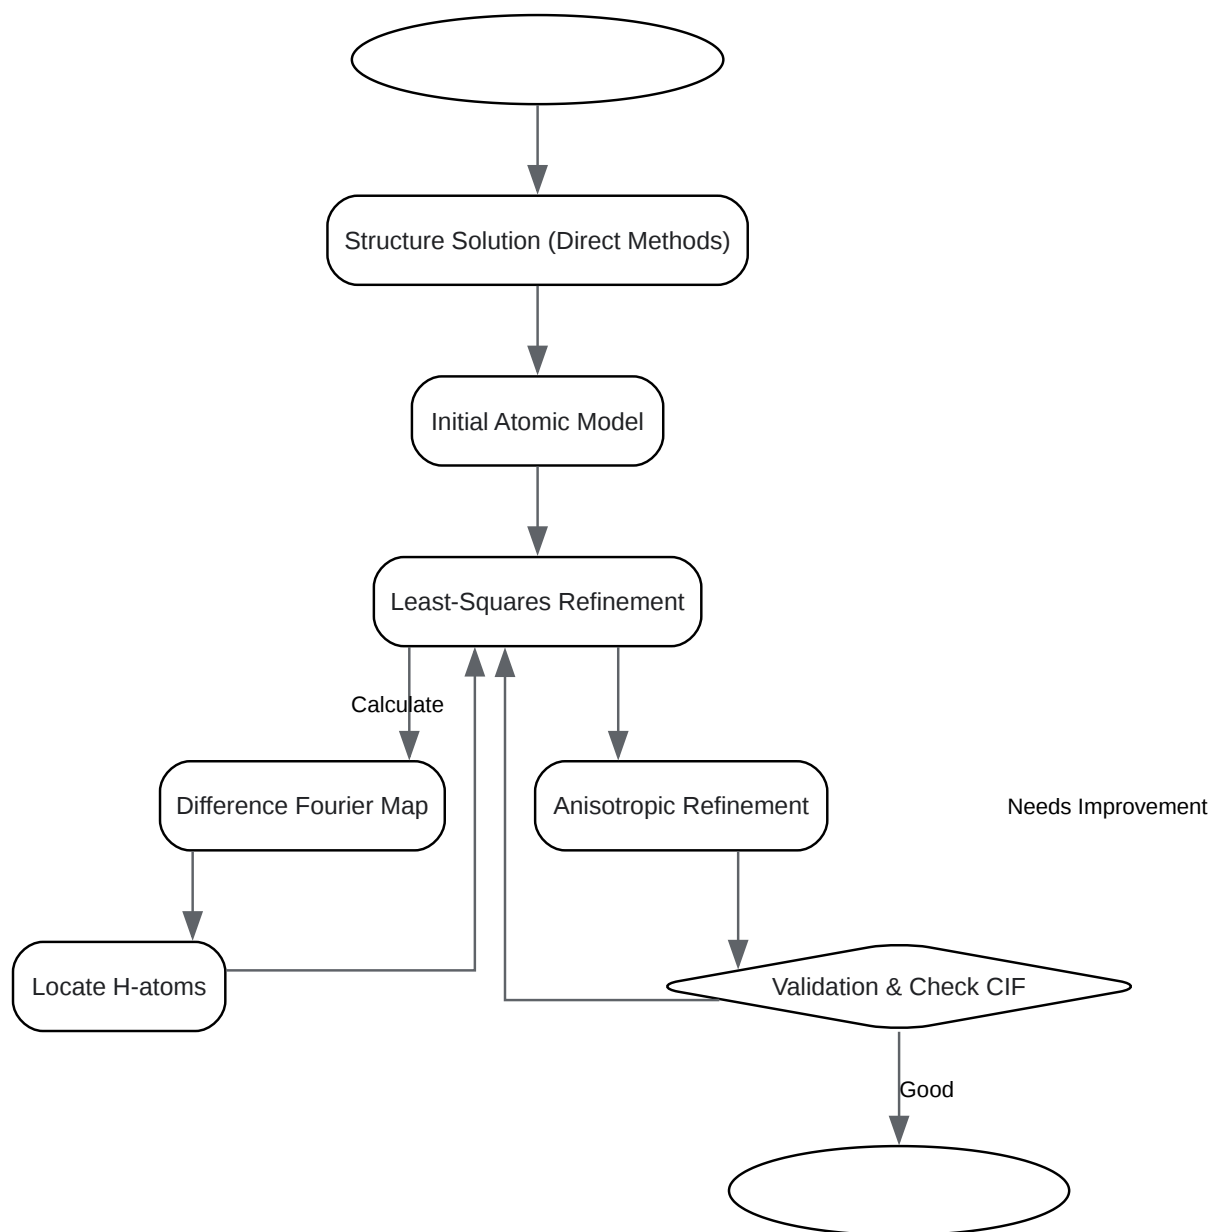 Structure Solution (Direct Methods)
Initial Atomic Model
Least-Squares Refinement
Calculate
Difference Fourier Map
Anisotropic Refinement
Needs Improvement
Locate H-atoms
Validation & Check CIF
Good